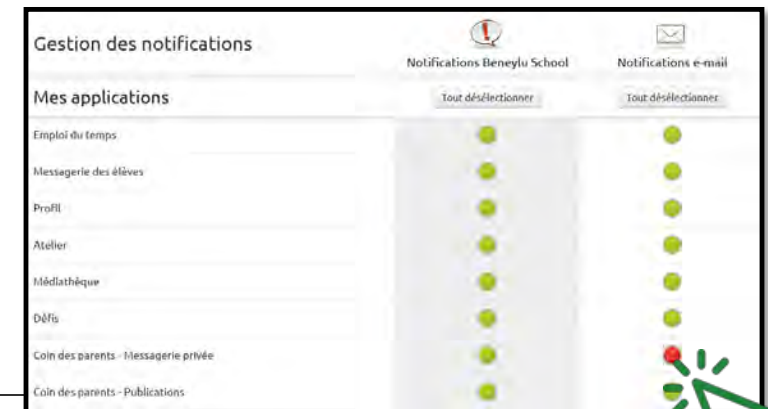 Gestion des notifications
Notifications Beneylu School
Notifications e-mail
Mes applications
Tout désélectionner
Tout désélectionner
Emploi du temps
Messagerie des élèves
Profil
Atelier
Médiathèque
Défis
Coin des parents - Messagerie privée
Coin des parents - Publications